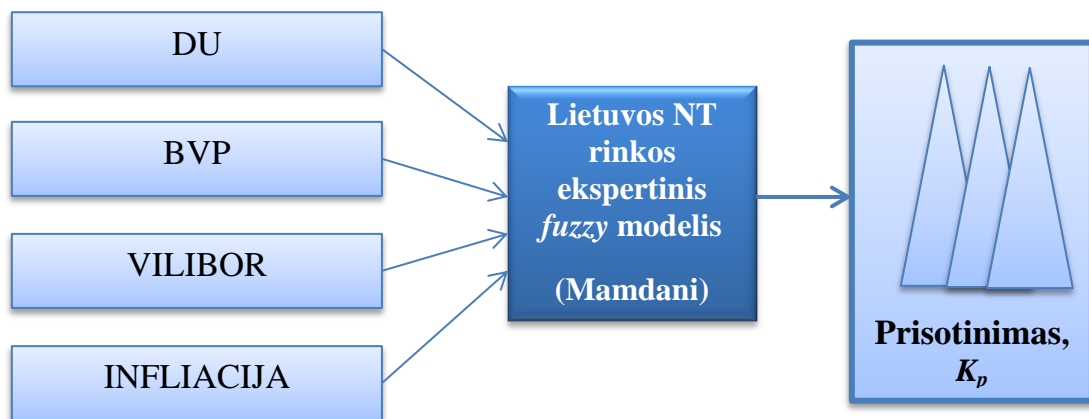 DU
BVP
VILIBOR
INFLIACIJA
Lietuvos NT
rinkos
ekspertinis
fuzzy modelis
(Mamdani)
Prisotinimas,
Kp